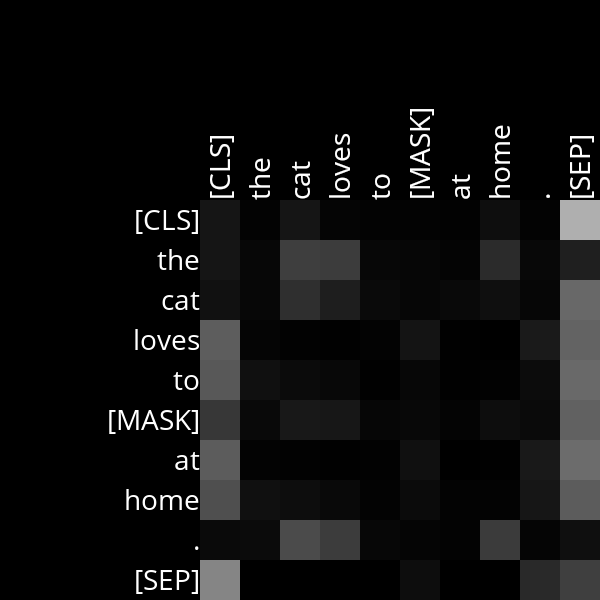 [CLS] the cat loves to [MASK] at home . [SEP]
[CLS]
the
cat
loves
to
[MASK]
at
home
.
[SEP]